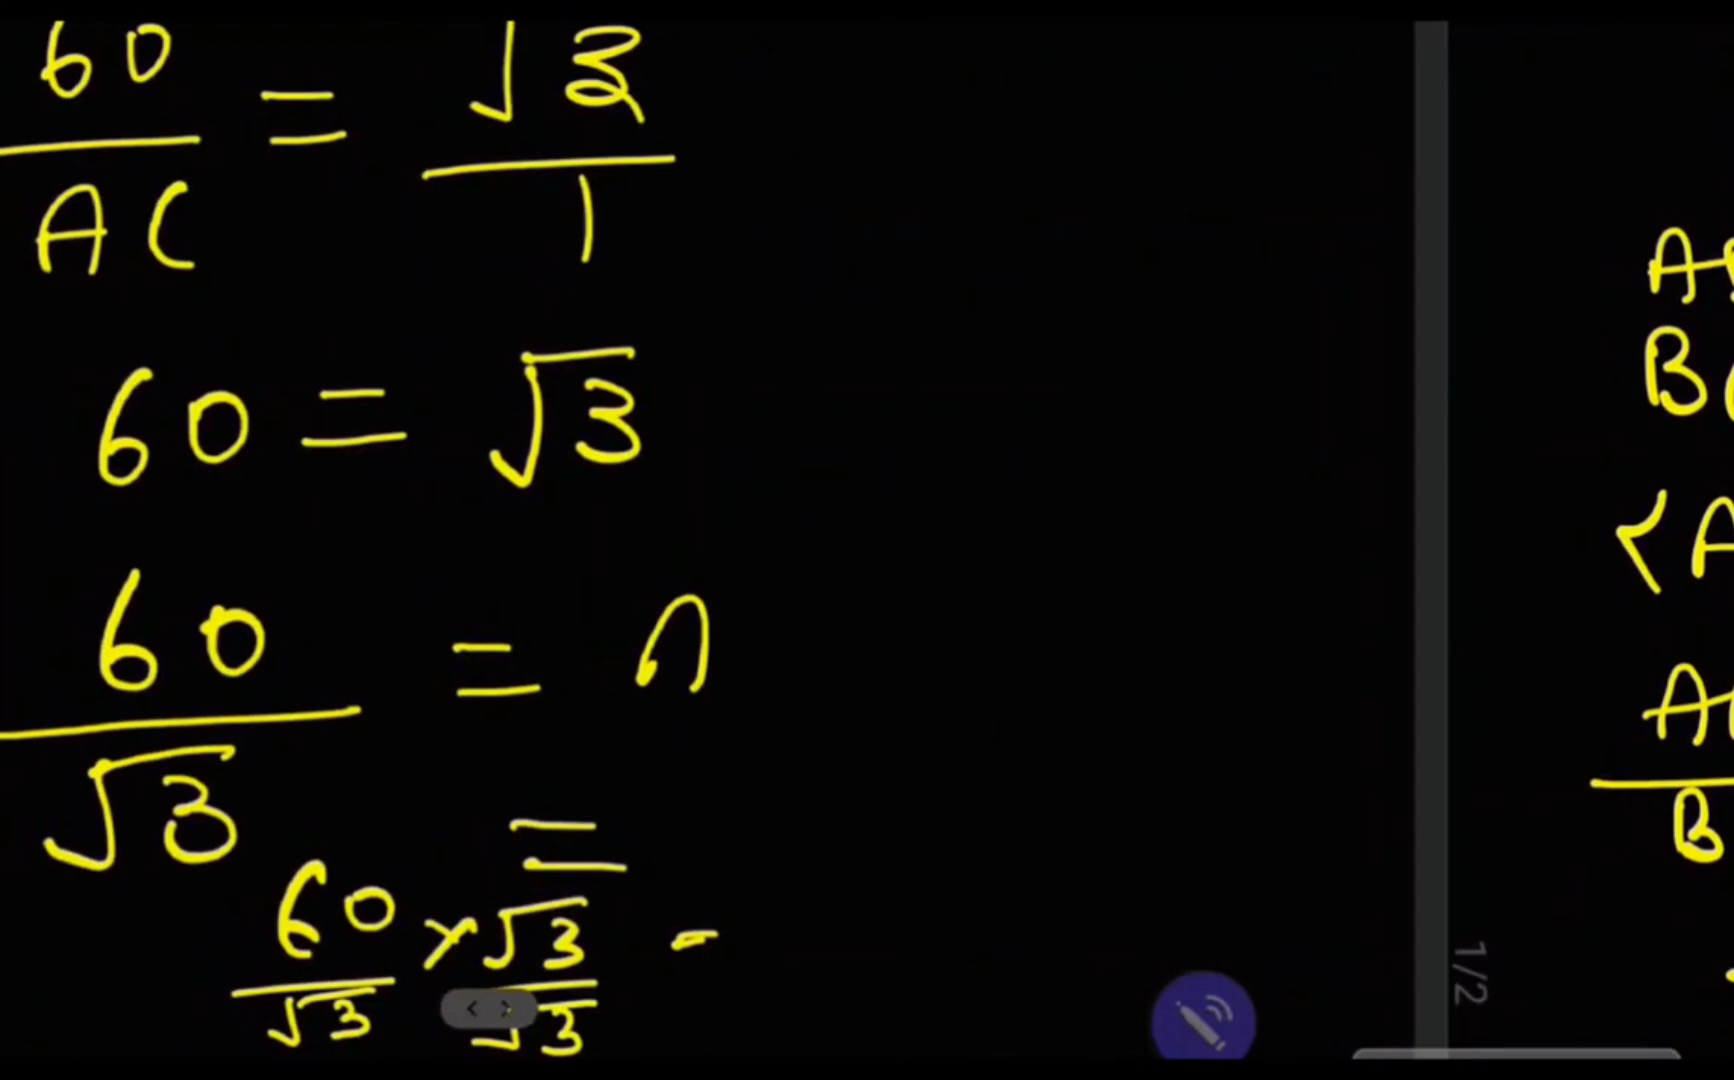 60/AC = √3/1
60 = √3
60/√3 = n
=
60/√3 × √3/√3 -
A
B
<A
A
B
1/2